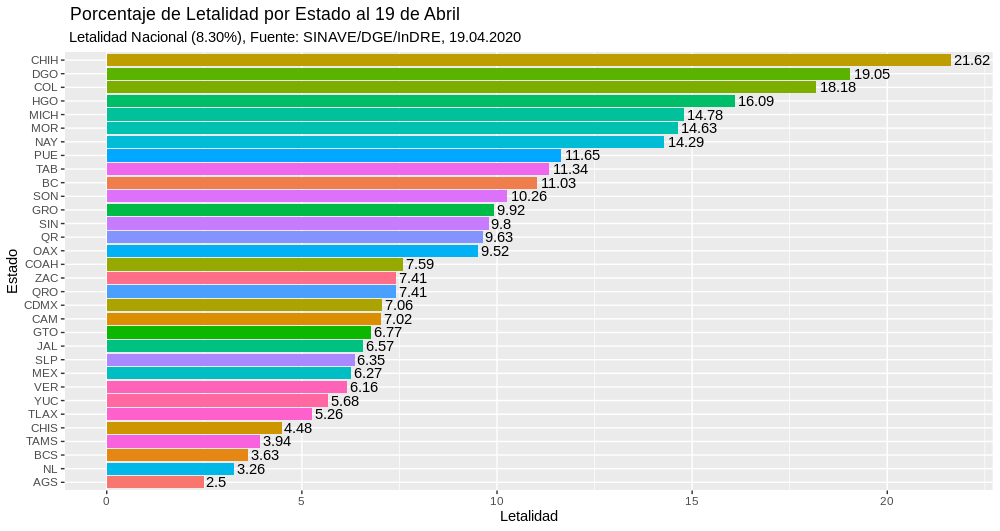 Porcentaje de Letalidad por Estado al 19 de Abril
Letalidad Nacional (8.30%), Fuente: SINAVE/DGE/InDRE, 19.04.2020
Estado
CHIH 21.62
DGO 19.05
COL 18.18
HGO 16.09
MICH 14.78
MOR 14.63
NAY 14.29
PUE 11.65
TAB 11.34
BC 11.03
SON 10.26
GRO 9.92
SIN 9.8
QR 9.63
OAX 9.52
COAH 7.59
ZAC 7.41
QRO 7.41
CDMX 7.06
CAM 7.02
GTO 6.77
JAL 6.57
SLP 6.35
MEX 6.27
VER 6.16
YUC 5.68
TLAX 5.26
CHIS 4.48
TAMS 3.94
BCS 3.63
NL 3.26
AGS 2.5
0 5 10 15 20
Letalidad